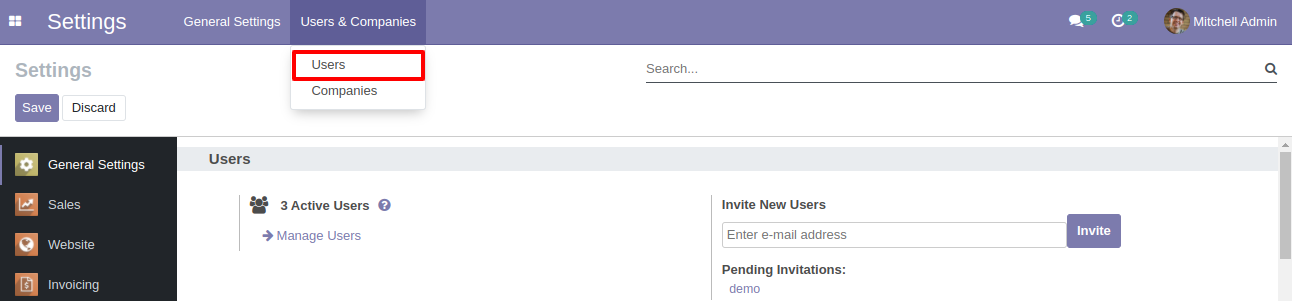 Settings General Settings Users & Companies 5 2 Mitchell Admin
Users
Companies
Settings
Search...
Save Discard
General Settings
Sales
Website
Invoicing
Users
3 Active Users ?
Manage Users
Invite New Users
Enter e-mail address Invite
Pending Invitations:
demo